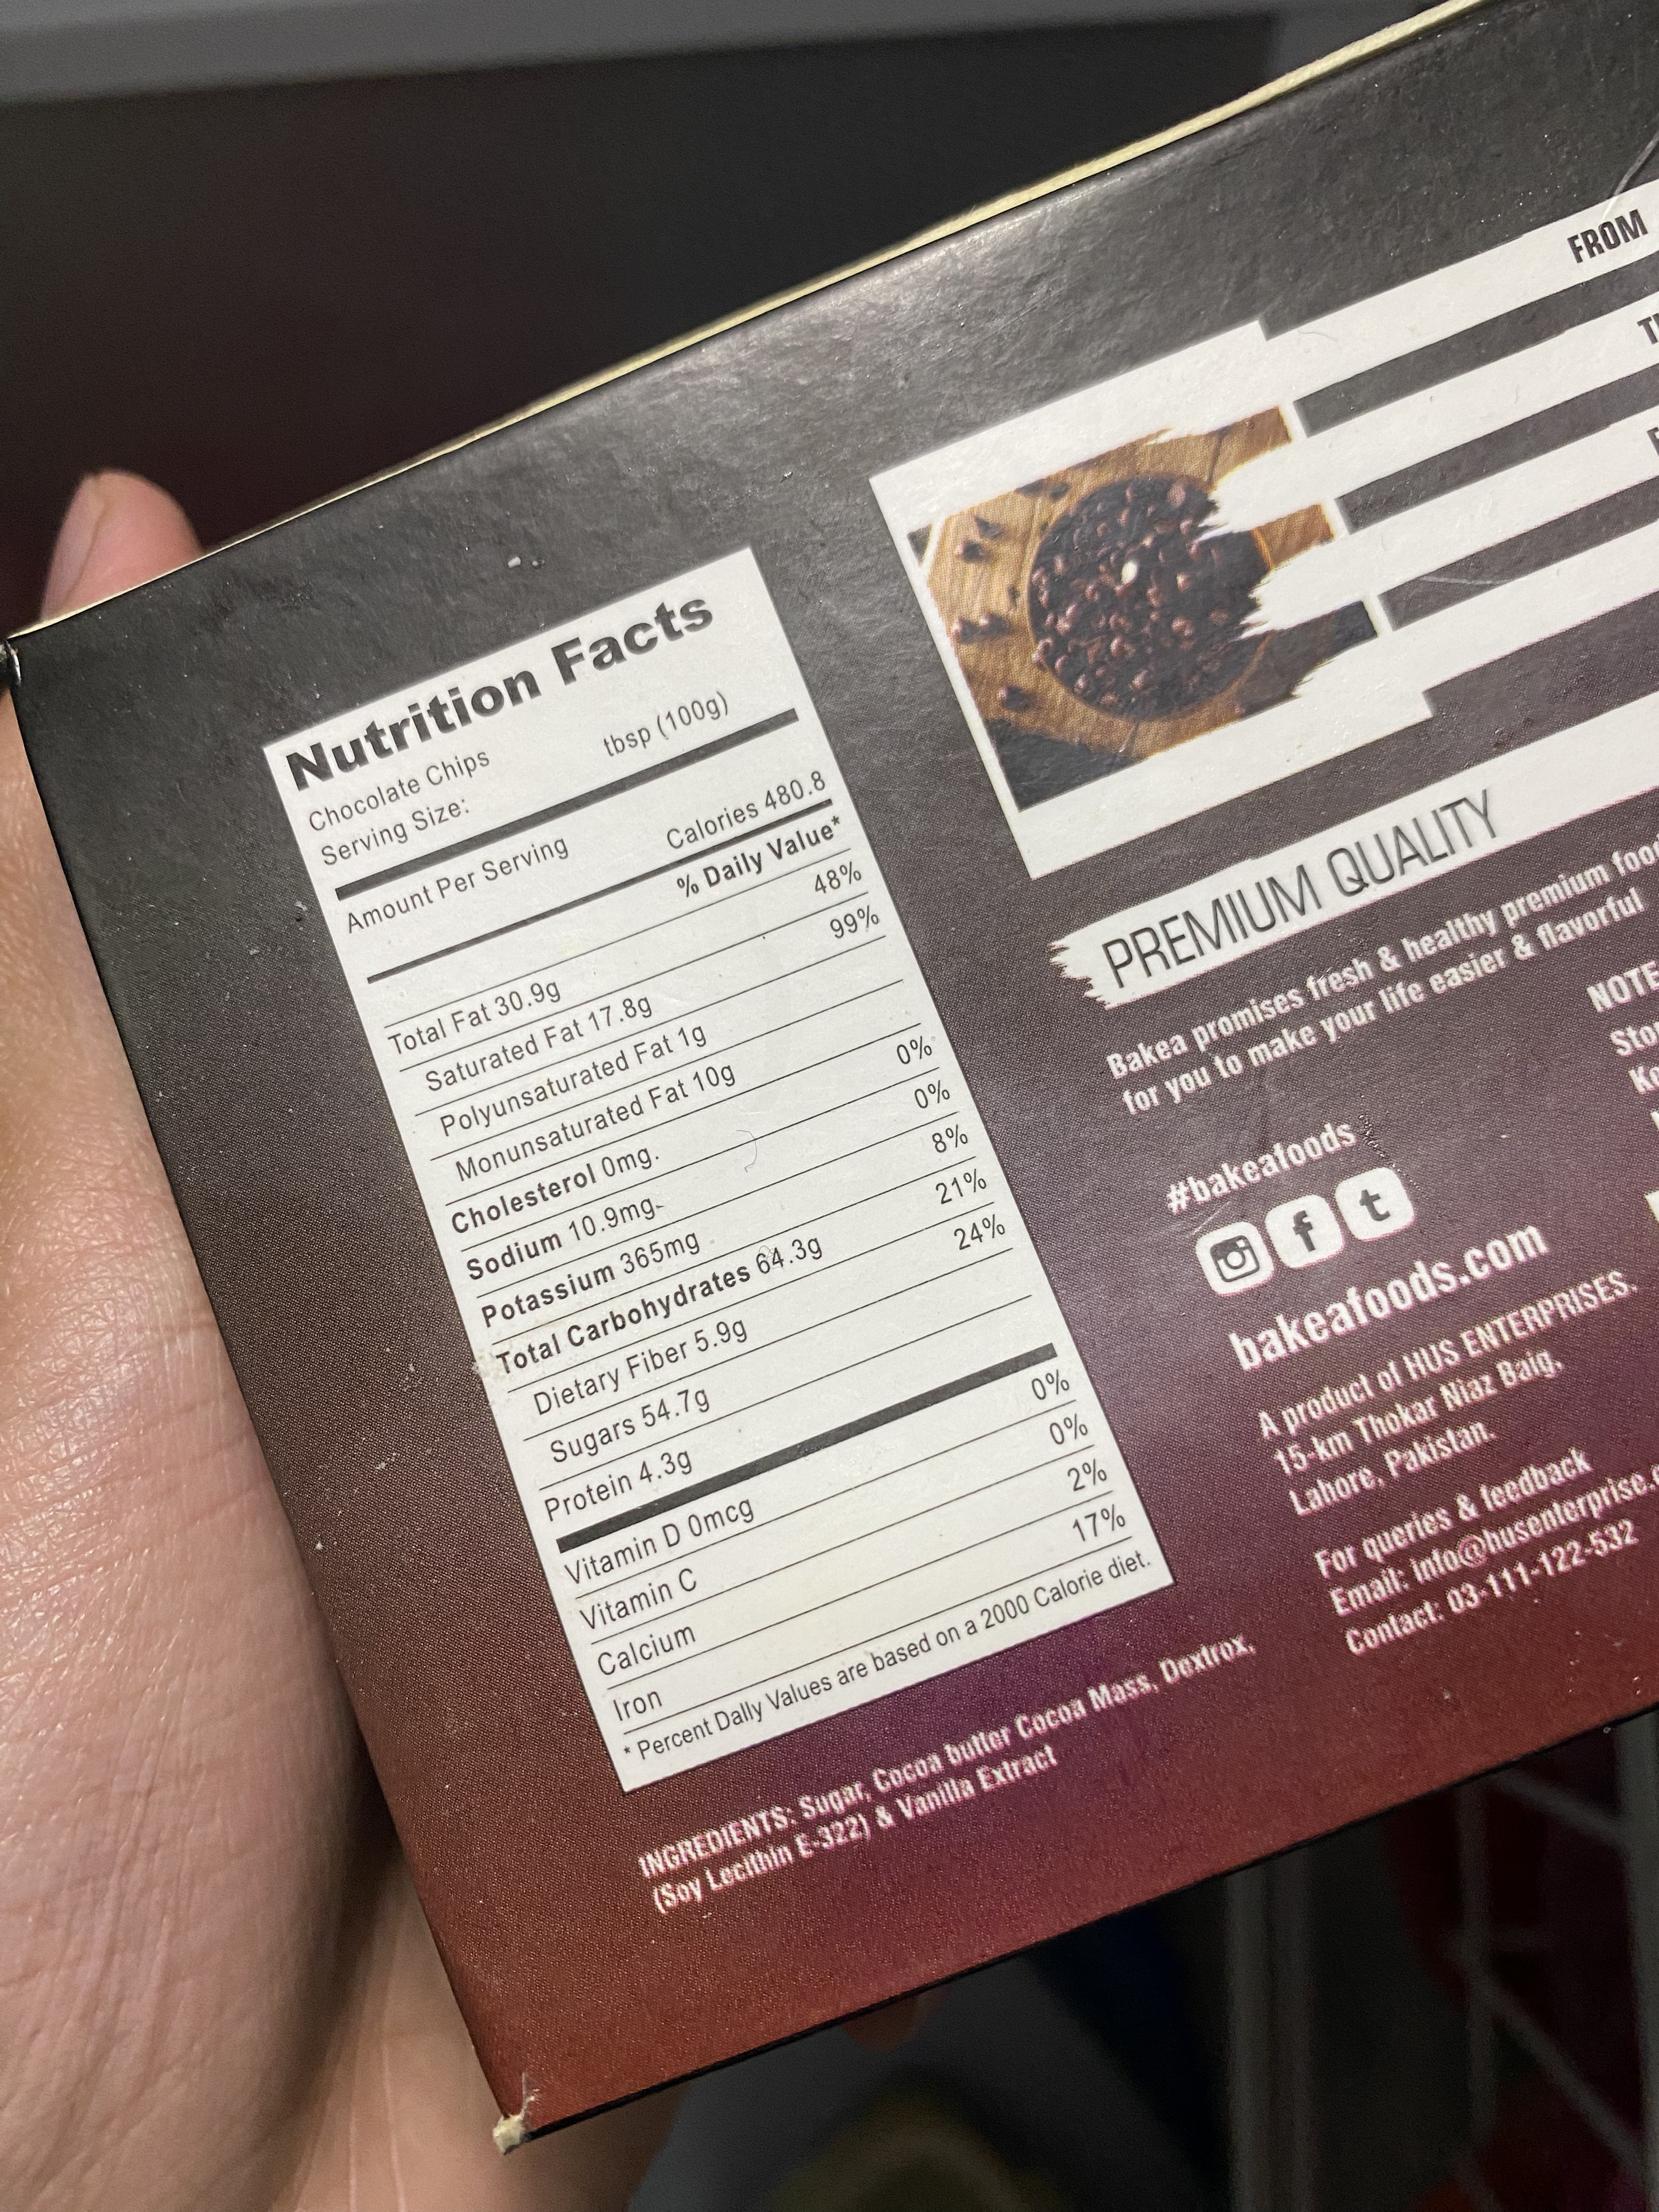 Nutrition Facts
Chocolate Chips
Serving Size: tbsp (100g)
Amount Per Serving Calories 480.8
% Daily Value*
Total Fat 30.9g 48%
Saturated Fat 17.8g 99%
Polyunsaturated Fat 1g
Monunsaturated Fat 10g
Cholesterol 0mg. 0%
Sodium 10.9mg 0%
Potassium 365mg 8%
Total Carbohydrates 64.3g 21%
Dietary Fiber 5.9g 24%
Sugars 54.7g
Protein 4.3g
Vitamin D 0mcg 0%
Vitamin C 0%
Calcium 2%
Iron 17%
* Percent Dally Values are based on a 2000 Calorie diet.
INGREDIENTS: Sugar, Cocoa butter Cocoa Mass, Dextrox,
(Soy Lecithin E-322) & Vanilla Extract
FROM
PREMIUM QUALITY
Bakea promises fresh & healthy premium
for you to make your life easier & flavorful
#bakeafoods
bakeafoods.com
A product of HUS ENTERPRISES.
15-km Thokar Niaz Baig,
Lahore, Pakistan.
For queries & feedback
Email: info@husenterprise.
Contact: 03-111-122-532
NOTE